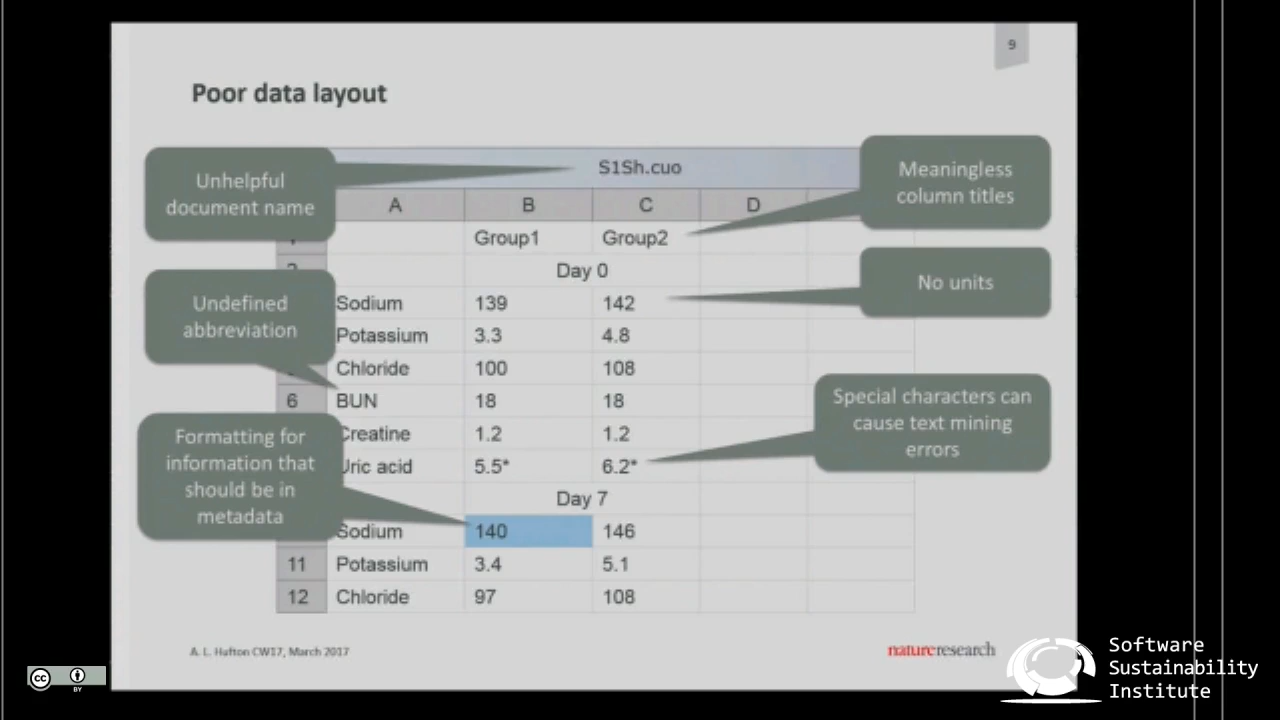 9
Poor data layout
Unhelpful
document name
S1Sh.cuo
Meaningless
column titles
A B C D
1 Group1 Group2
Day 0
No units
Undefined
abbreviation
Sodium 139 142
Potassium 3.3 4.8
Chloride 100 108
6 BUN 18 18
Special characters can
cause text mining
errors
Formatting for
information that
should be in
metadata
Creatine 1.2 1.2
Uric acid 5.5* 6.2*
Day 7
Sodium 140 146
11 Potassium 3.4 5.1
12 Chloride 97 108
A. L. Hufton CW17, March 2017
natureresearch
cc BY
Software
Sustainability
Institute